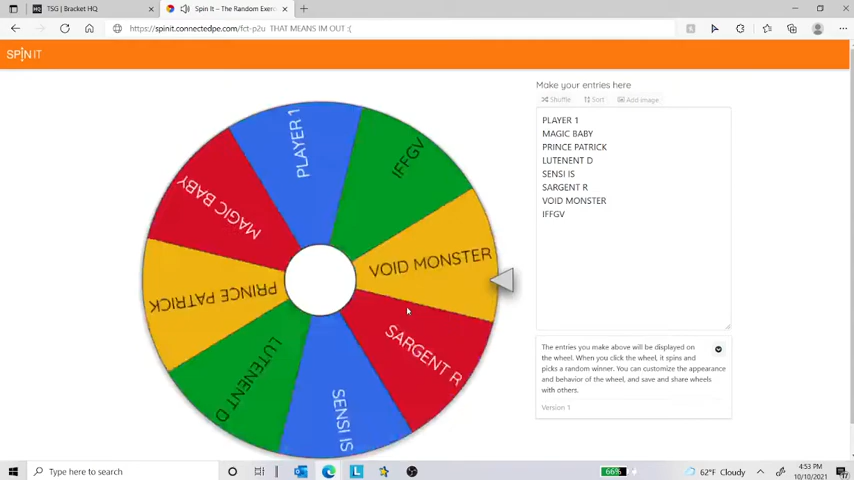 TSG | Bracket HQ
Spin It – The Random Exerc
https://spinit.connectedpe.com/fct-p2u THAT MEANS IM OUT :(
SPIN IT
Make your entries here
Shuffle Sort Add image
PLAYER 1
MAGIC BABY
PRINCE PATRICK
LUTENENT D
SENSI IS
SARGENT R
VOID MONSTER
IFFGV
PLAYER 1
IFFGV
VOID MONSTER
SARGENT R
SENSI IS
LUTENENT D
PRINCE PATRICK
MAGIC BABY
The entries you make above will be displayed on
the wheel. When you click the wheel, it spins and
picks a random winner. You can customize the appearance
and behavior of the wheel, and save and share wheels
with others.
Version 1
Type here to search
66%
62°F Cloudy
4:53 PM
10/10/2021